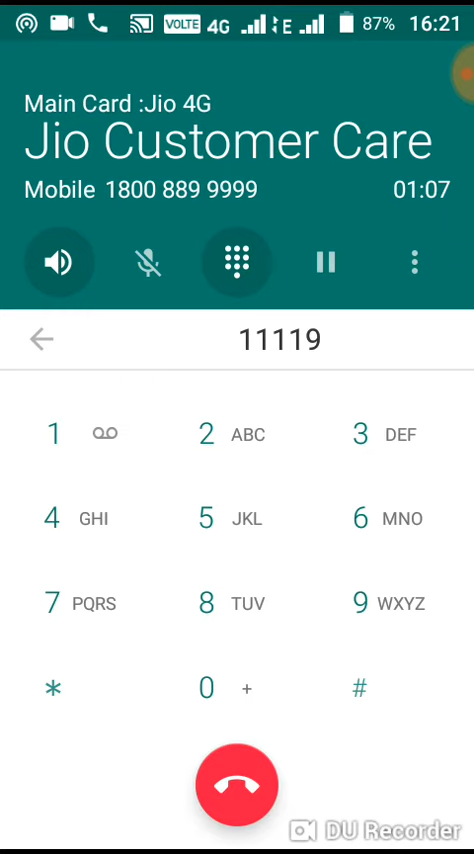 VOLTE 4G E 87% 16:21
Main Card :Jio 4G
Jio Customer Care
Mobile 1800 889 9999 01:07
11119
1 2 ABC 3 DEF
4 GHI 5 JKL 6 MNO
7 PQRS 8 TUV 9 WXYZ
* 0 + #
DU Recorder